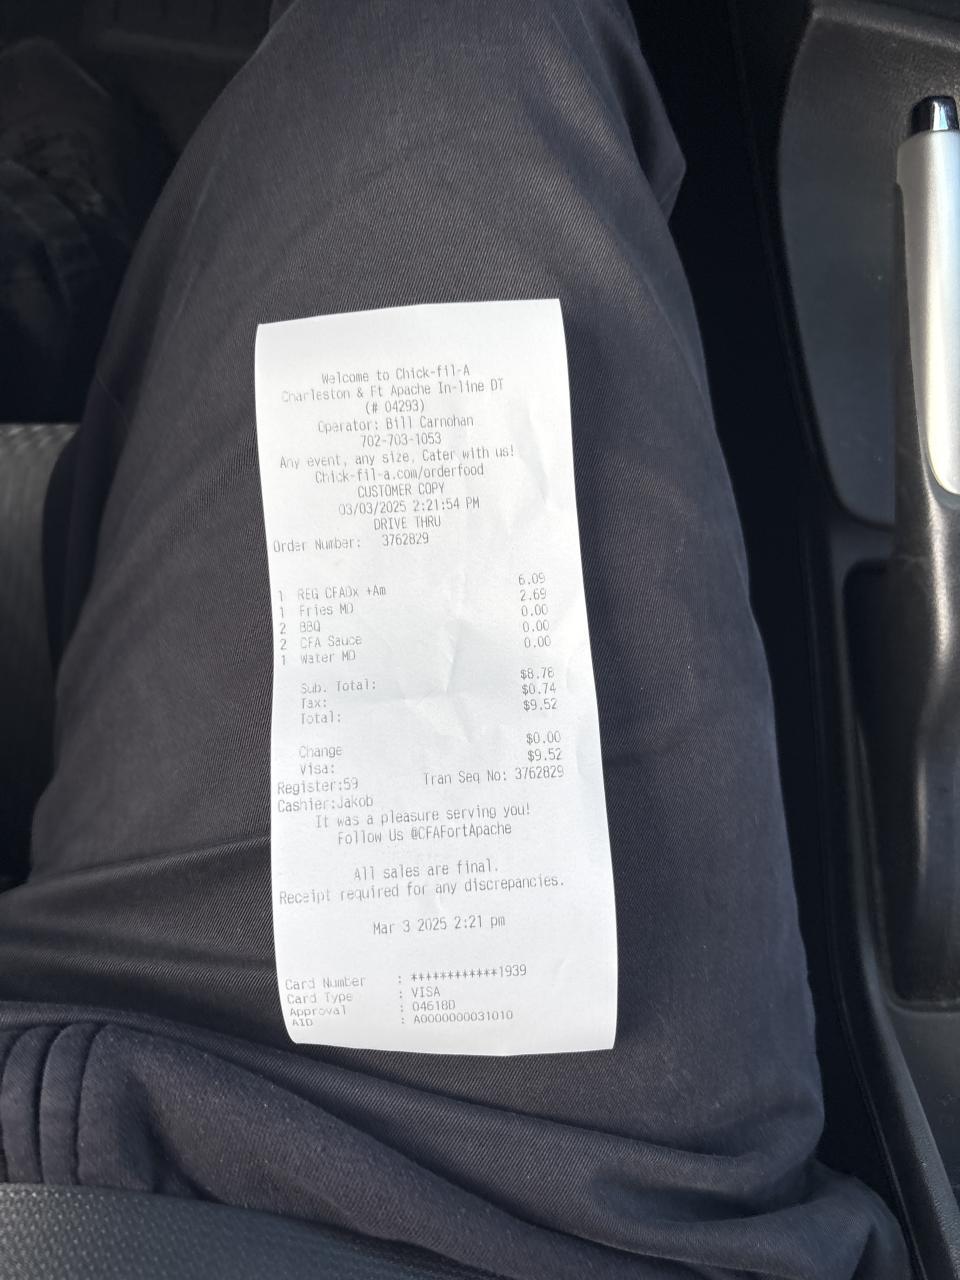 Welcome to Chick-fil-A
Charleston & Ft Apache In-line DT
(# 04293)
Operator: Bill Carnohan
702-703-1053
Any event, any size. Cater with us!
Chick-fil-a.com/orderfood
CUSTOMER COPY
03/03/2025 2:21:54 PM
DRIVE THRU
Order Number: 3762829
1 REG CFADx +Am 6.09
1 Fries MD 2.69
2 BBQ 0.00
2 CFA Sauce 0.00
1 Water MD 0.00
Sub. Total: $8.78
Tax: $0.74
Total: $9.52
Change $0.00
Visa: $9.52
Register:59 Tran Seq No: 3762829
Cashier:Jakob
It was a pleasure serving you!
Follow Us @CFAFortApache
All sales are final.
Receipt required for any discrepancies.
Mar 3 2025 2:21 pm
Card Number : ************1939
Card Type : VISA
Approval : 04618D
AID : A0000000031010